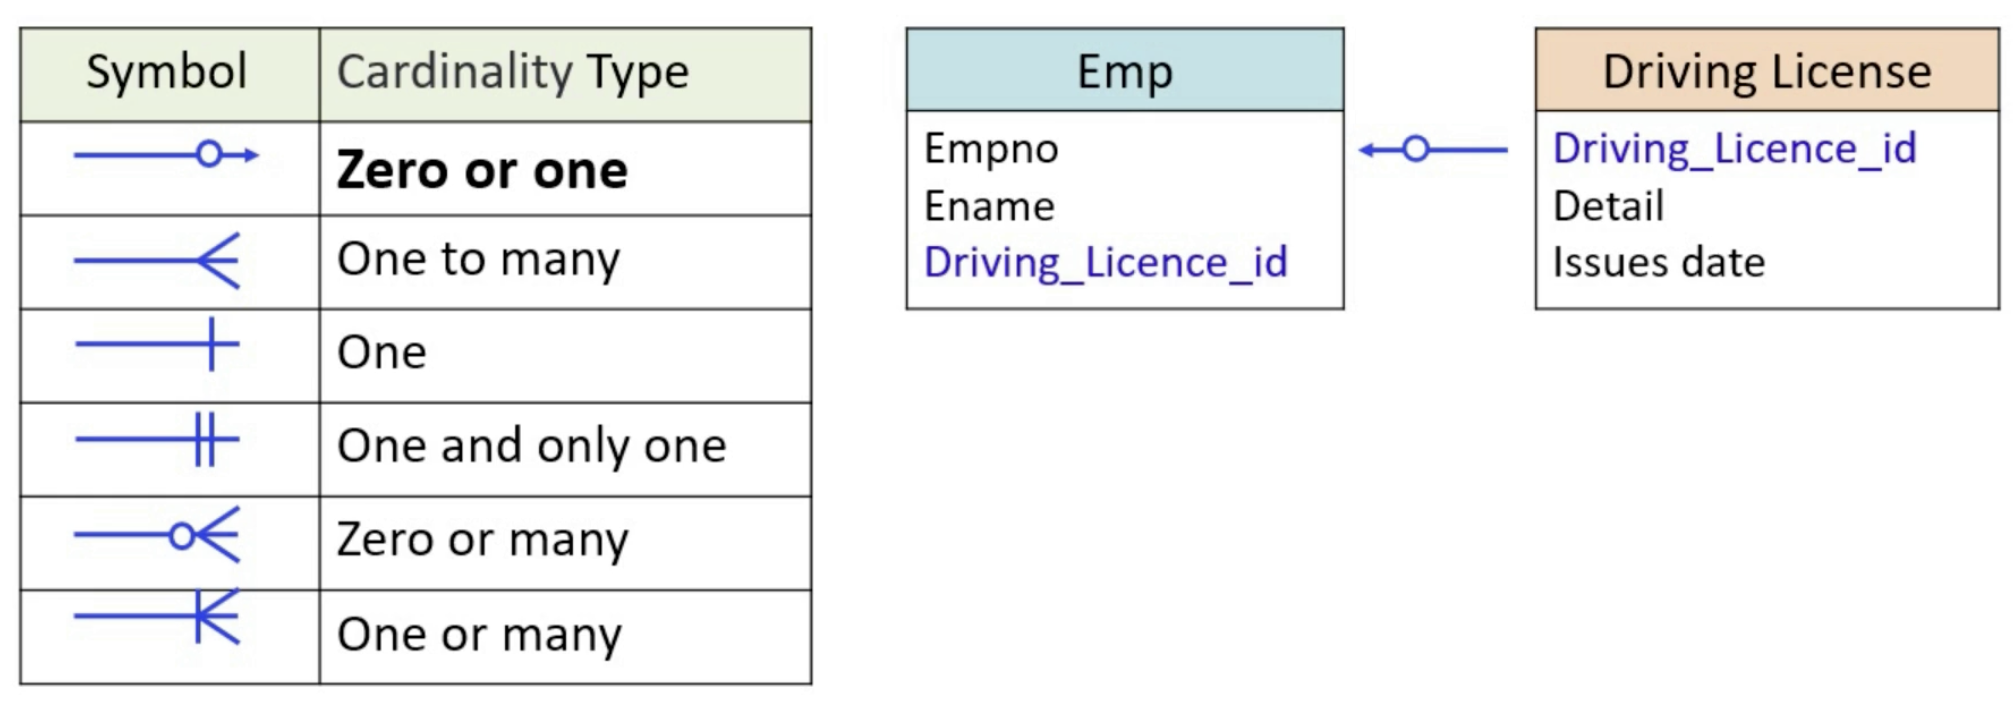 Symbol Cardinality Type
Zero or one
One to many
One
One and only one
Zero or many
One or many
Emp
Empno
Ename
Driving_Licence_id
Driving License
Driving_Licence_id
Detail
Issues date